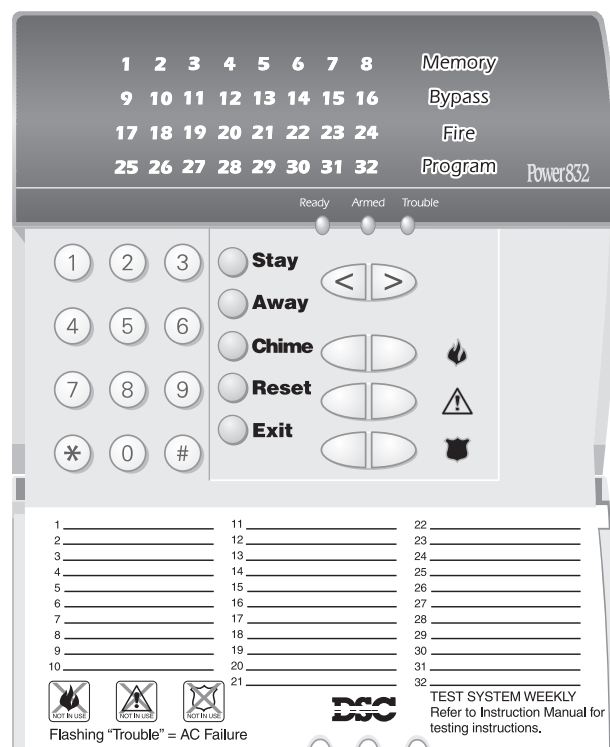 1 2 3 4 5 6 7 8 Memory
9 10 11 12 13 14 15 16 Bypass
17 18 19 20 21 22 23 24 Fire
25 26 27 28 29 30 31 32 Program
Power832
Ready Armed Trouble
1 2 3
4 5 6
7 8 9
* 0 #
Stay
Away
Chime
Reset
Exit
< >
1
2
3
4
5
6
7
8
9
10
11
12
13
14
15
16
17
18
19
20
21
22
23
24
25
26
27
28
29
30
31
32
NOT IN USE NOT IN USE NOT IN USE
Flashing "Trouble" = AC Failure
DSC
TEST SYSTEM WEEKLY
Refer to Instruction Manual for
testing instructions.